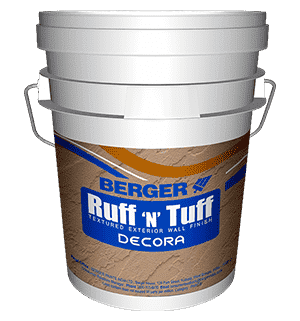 BERGER
Ruff 'N' Tuff
TEXTURED EXTERIOR WALL FINISH
DECORA